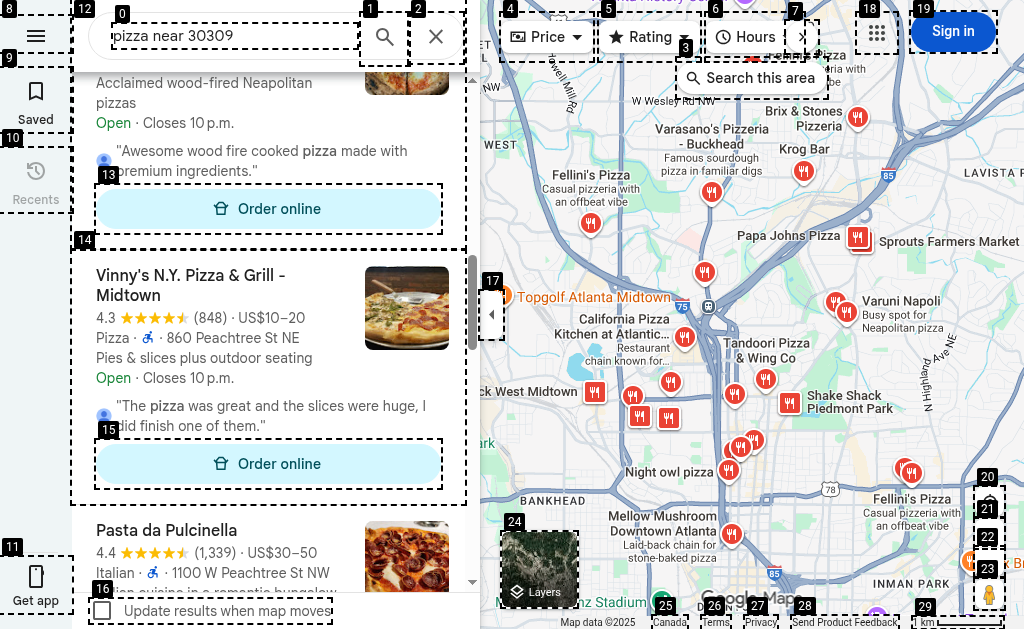 pizza near 30309
Price
Rating
Hours
Sign in
Search this area
Saved
Recents
Get app
Acclaimed wood-fired Neapolitan
pizzas
Open · Closes 10 p.m.
"Awesome wood fire cooked pizza made with
premium ingredients."
Order online
Vinny's N.Y. Pizza & Grill -
Midtown
4.3 (848) · US$10–20
Pizza · 860 Peachtree St NE
Pies & slices plus outdoor seating
Open · Closes 10 p.m.
"The pizza was great and the slices were huge, I
did finish one of them."
Order online
Pasta da Pulcinella
4.4 (1,339) · US$30–50
Italian · 1100 W Peachtree St NW
Update results when map moves
Howell Mill Rd
NW
W Wesley Rd NW
WEST
Varasano's Pizzeria
- Buckhead
Famous sourdough
pizza in familiar digs
Brix & Stones
Pizzeria
Krog Bar
85
LAVISTA
Fellini's Pizza
Casual pizzeria with
an offbeat vibe
Papa Johns Pizza
Sprouts Farmers Market
Topgolf Atlanta Midtown
75
California Pizza
Kitchen at Atlantic...
Restaurant
chain known for...
Varuni Napoli
Busy spot for
Neapolitan pizza
Tandoori Pizza
& Wing Co
N Highland Ave NE
ck West Midtown
Shake Shack
Piedmont Park
ark
Night owl pizza
78
BANKHEAD
Fellini's Pizza
Casual pizzeria with
an offbeat vibe
Mellow Mushroom
Downtown Atlanta
Laid-back chain for
stone-baked pizza
85
INMAN PARK
Layers
z Stadium
Google Maps
Map data ©2025
Canada
Terms
Privacy
Send Product Feedback
1 km
0
1
2
3
4
5
6
7
8
9
10
11
12
13
14
15
16
17
18
19
20
21
22
23
24
25
26
27
28
29